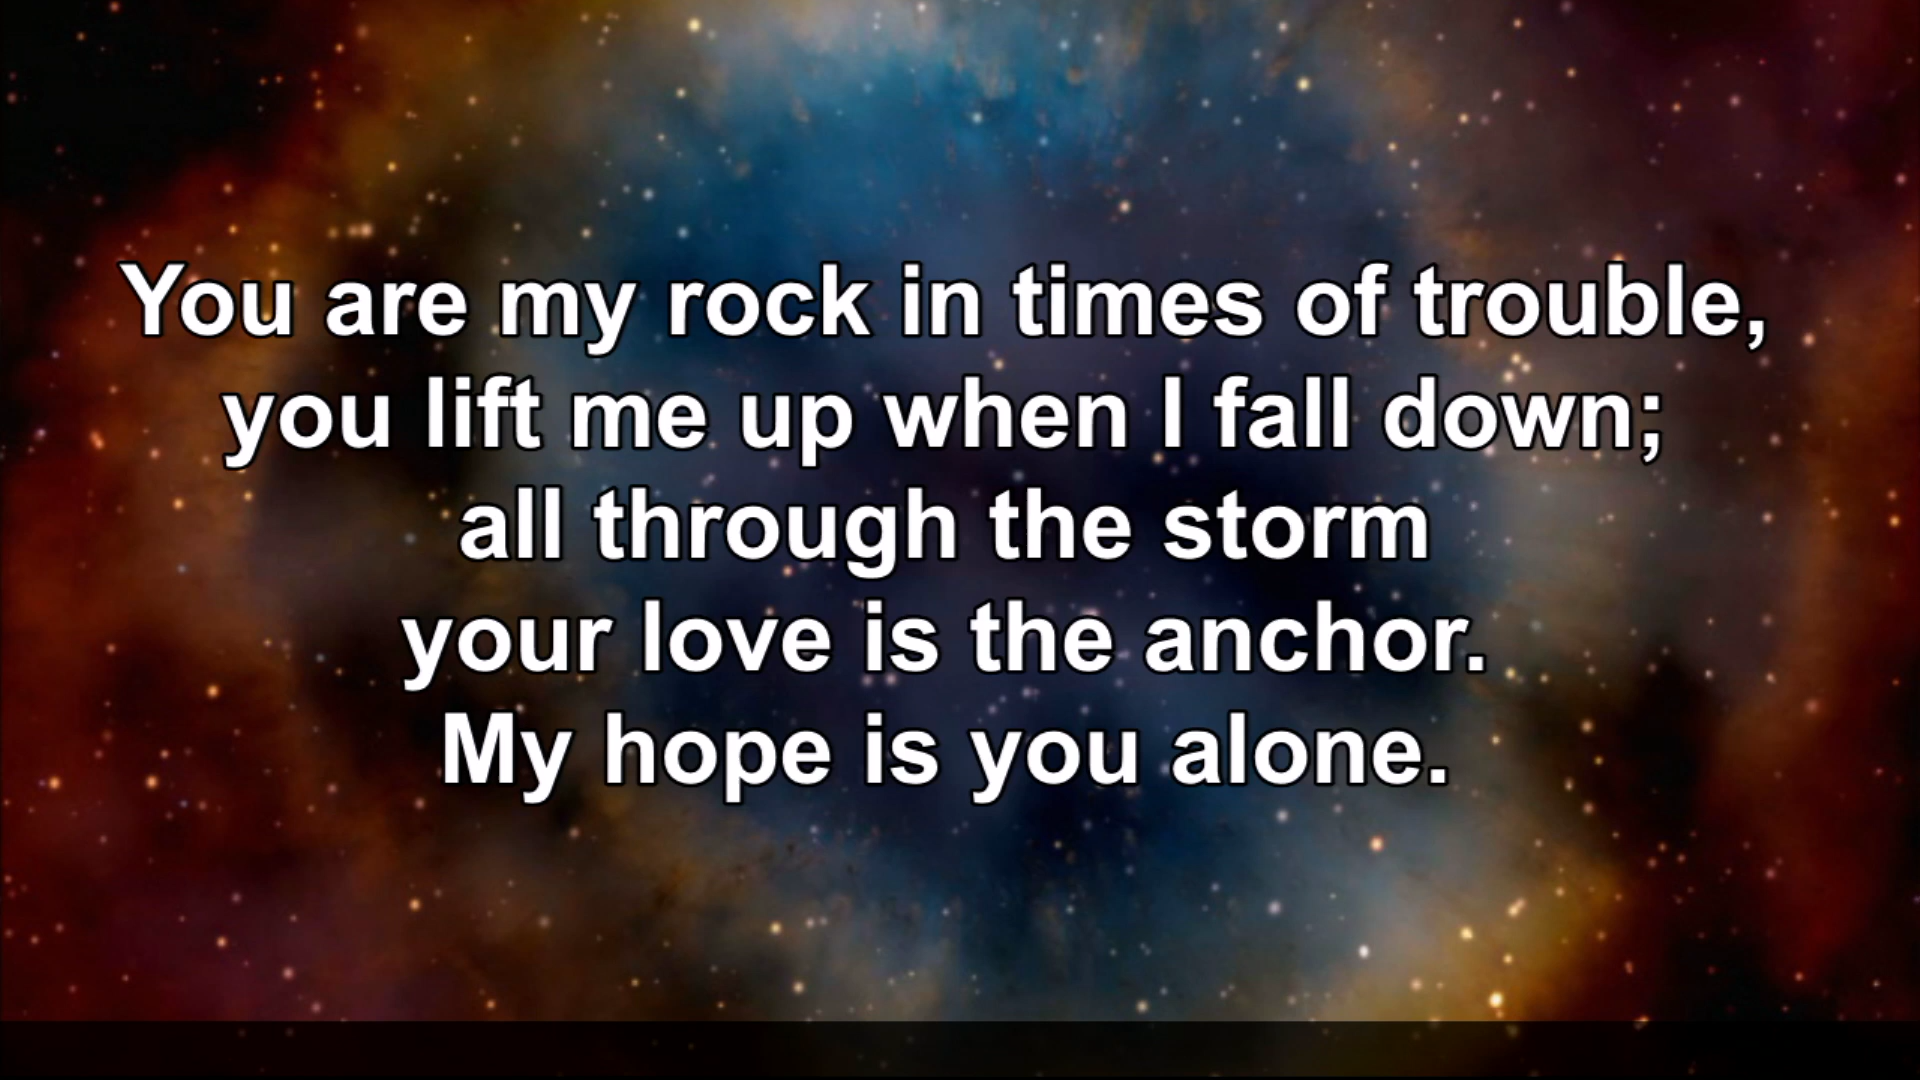 You are my rock in times of trouble,
you lift me up when I fall down;
all through the storm
your love is the anchor.
My hope is you alone.